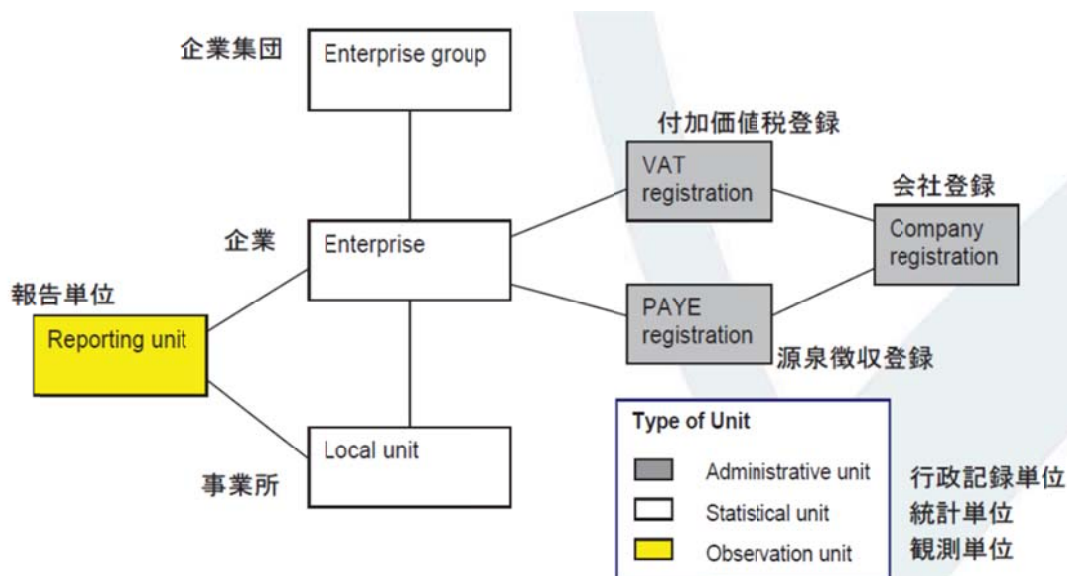 企業集団
Enterprise group
付加価値税登録
VAT
registration
会社登録
Company
registration
企業
Enterprise
報告単位
Reporting unit
PAYE
registration
源泉徴収登録
事業所
Local unit
Type of Unit
Administrative unit
行政記録単位
Statistical unit
統計単位
Observation unit
観測単位